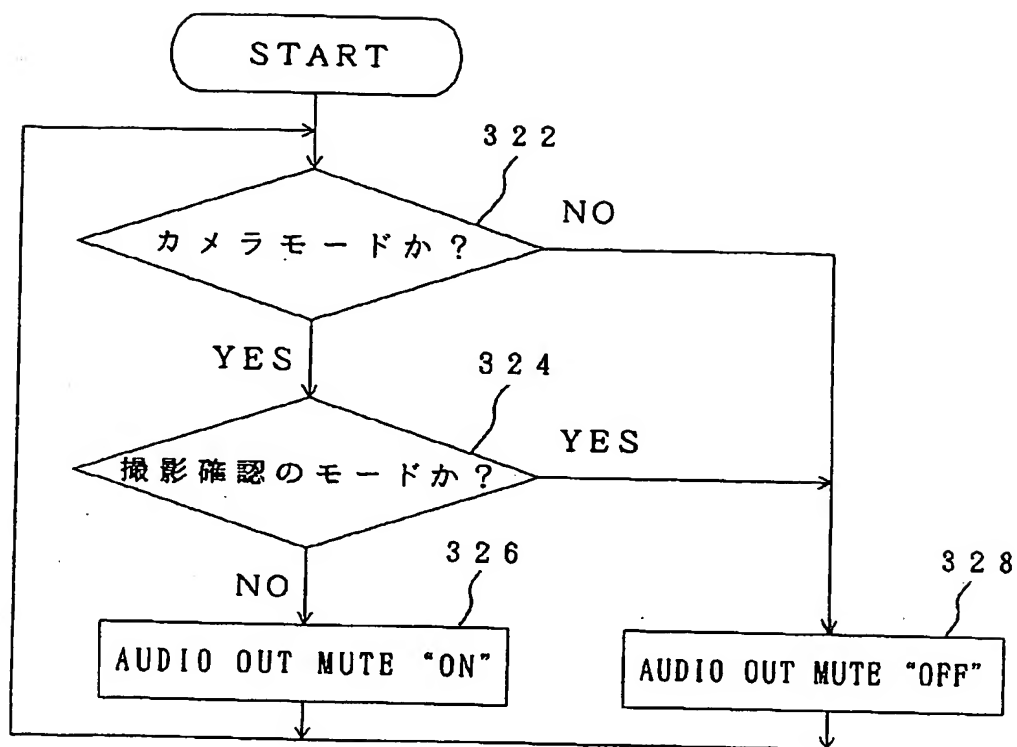 START
322
カメラモードか？
NO
YES
324
撮影確認のモードか？
YES
NO
326
AUDIO OUT MUTE “ON”
328
AUDIO OUT MUTE “OFF”